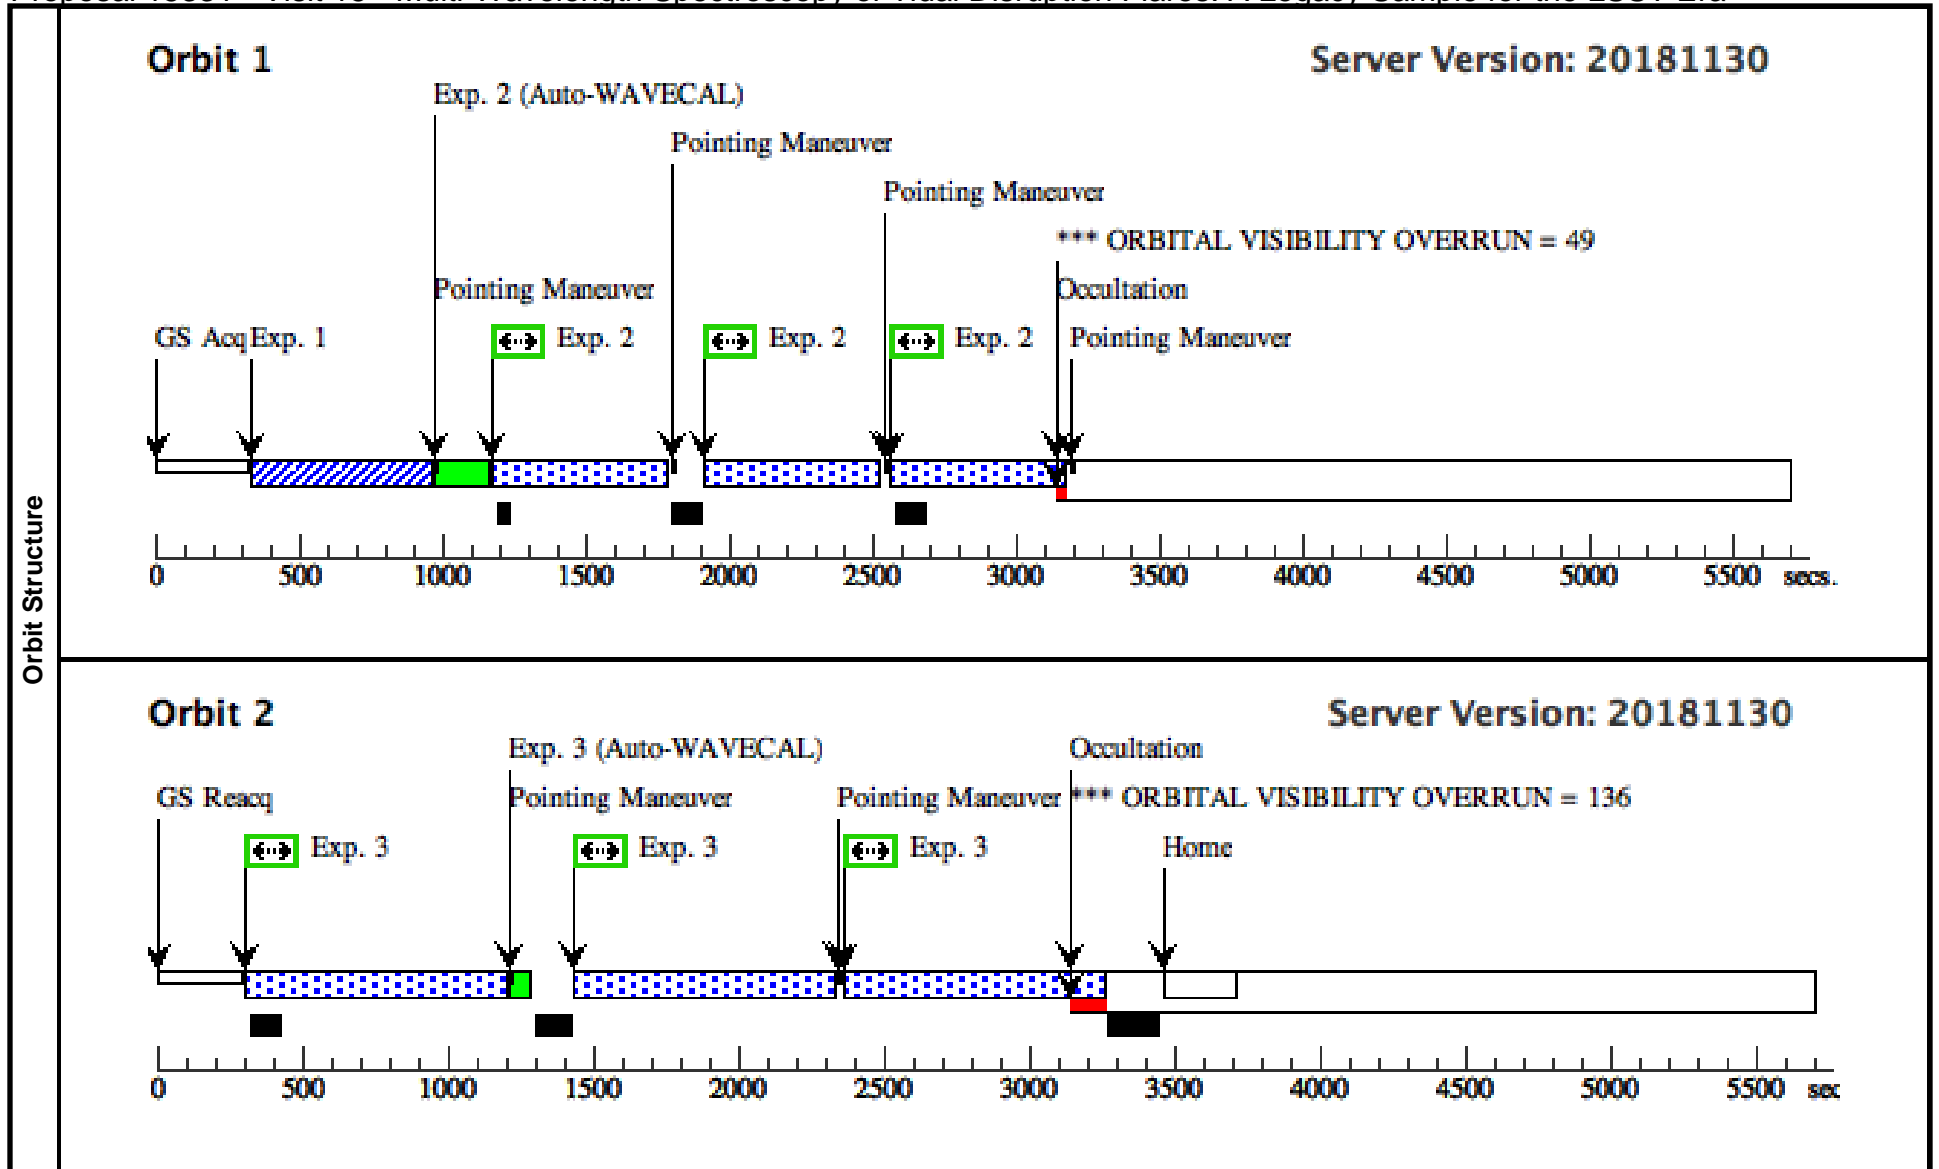 Orbit Structure
Orbit 1
Server Version: 20181130
Exp. 2 (Auto-WAVECAL)
Pointing Maneuver
Pointing Maneuver
*** ORBITAL VISIBILITY OVERRUN = 49
Pointing Maneuver
Occultation
GS Acq
Exp. 1
Exp. 2
Exp. 2
Exp. 2
Pointing Maneuver
0 500 1000 1500 2000 2500 3000 3500 4000 4500 5000 5500 secs.
Orbit 2
Server Version: 20181130
Exp. 3 (Auto-WAVECAL)
Occultation
GS Reacq
Pointing Maneuver
Pointing Maneuver
*** ORBITAL VISIBILITY OVERRUN = 136
Exp. 3
Exp. 3
Exp. 3
Home
0 500 1000 1500 2000 2500 3000 3500 4000 4500 5000 5500 sec